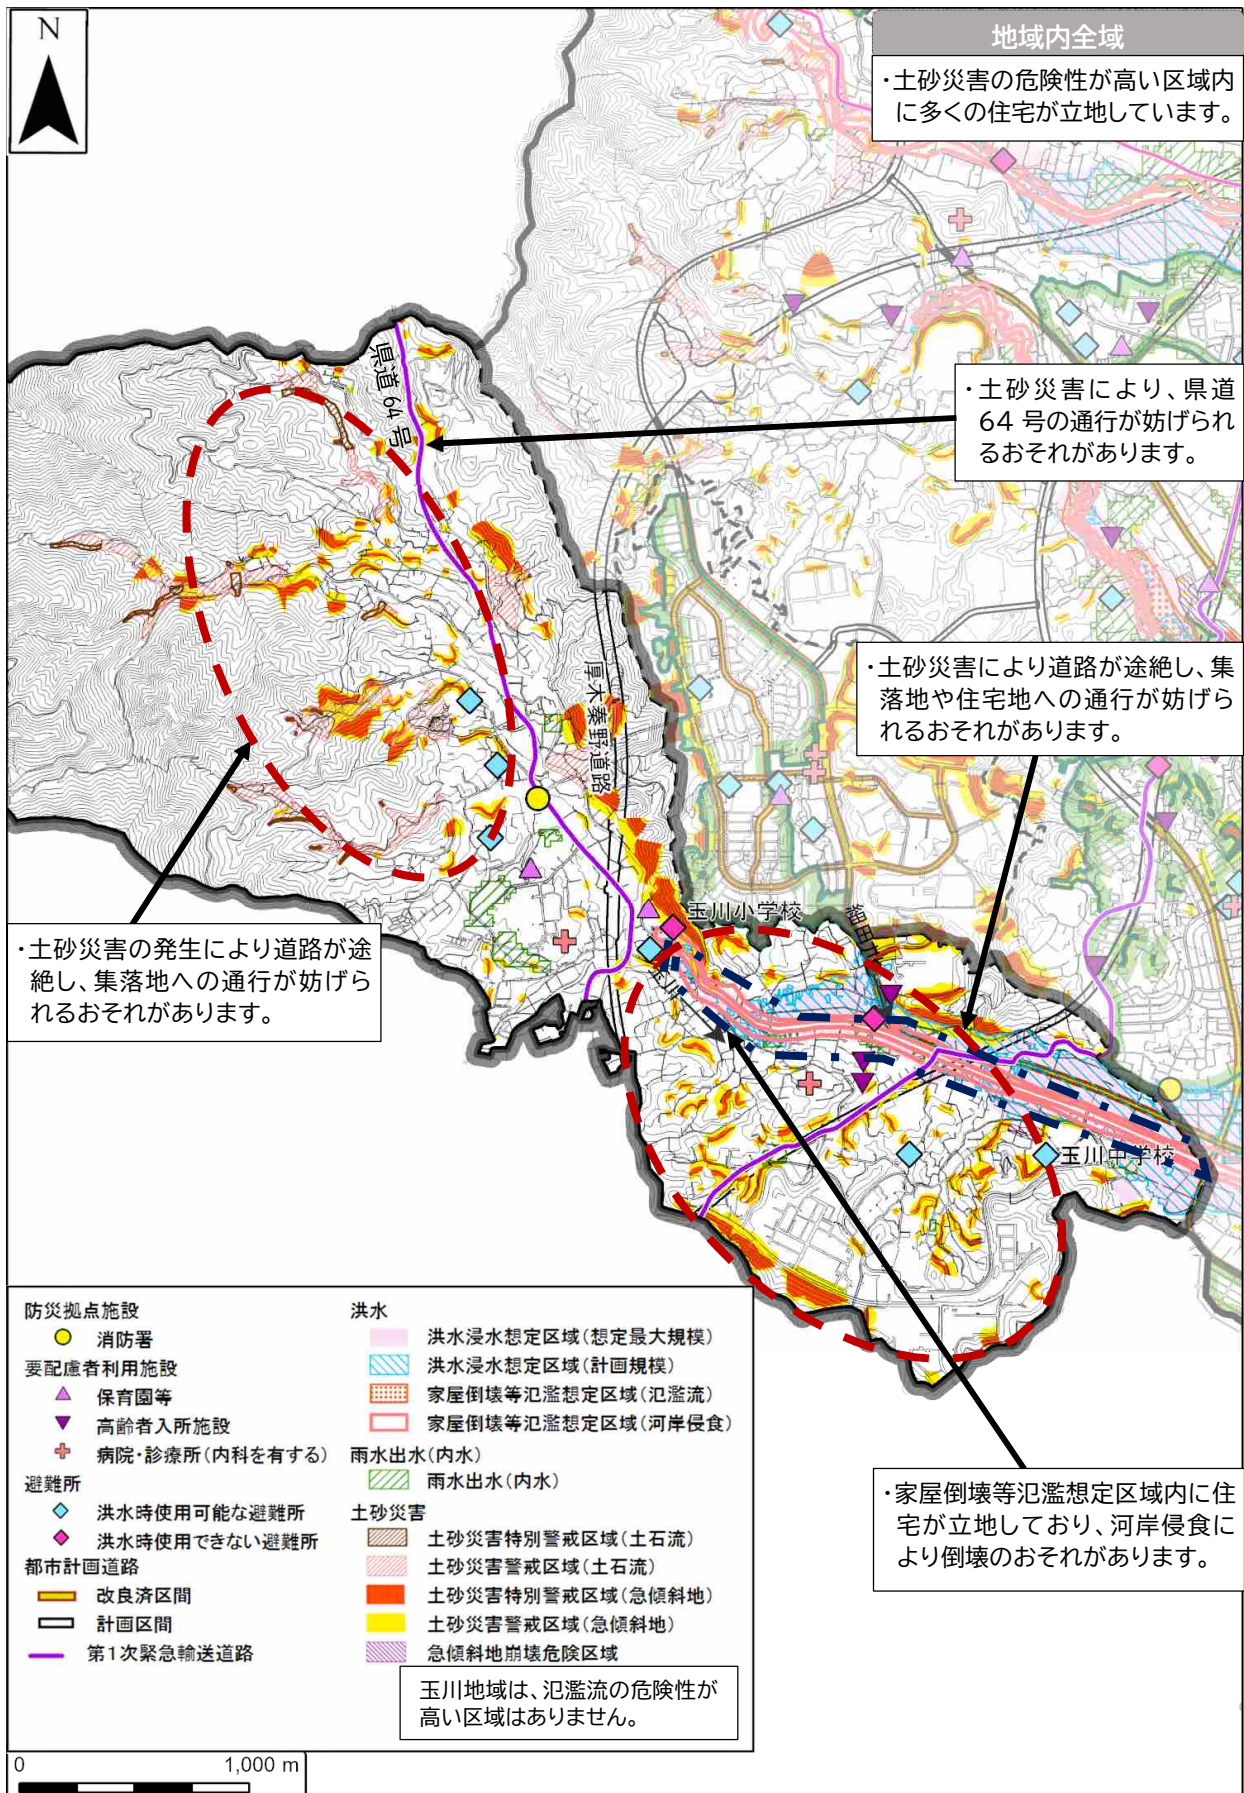 N
地域内全域
・土砂災害の危険性が高い区域内
に多くの住宅が立地しています。
県道 64 号
・土砂災害により、県道
64 号の通行が妨げられ
るおそれがあります。
・土砂災害により道路が途絶し、集
落地や住宅地への通行が妨げら
れるおそれがあります。
厚木秦野道路
玉川小学校
・土砂災害の発生により道路が途
絶し、集落地への通行が妨げら
れるおそれがあります。
玉川中学校
防災拠点施設
消防署
要配慮者利用施設
保育園等
高齢者入所施設
病院・診療所(内科を有する)
避難所
洪水時使用可能な避難所
洪水時使用できない避難所
都市計画道路
改良済区間
計画区間
第1次緊急輸送道路
洪水
洪水浸水想定区域(想定最大規模)
洪水浸水想定区域(計画規模)
家屋倒壊等氾濫想定区域(氾濫流)
家屋倒壊等氾濫想定区域(河岸侵食)
雨水出水(内水)
雨水出水(内水)
土砂災害
土砂災害特別警戒区域(土石流)
土砂災害警戒区域(土石流)
土砂災害特別警戒区域(急傾斜地)
土砂災害警戒区域(急傾斜地)
急傾斜地崩壊危険区域
玉川地域は、氾濫流の危険性が
高い区域はありません。
・家屋倒壊等氾濫想定区域内に住
宅が立地しており、河岸侵食に
より倒壊のおそれがあります。
0 1,000 m